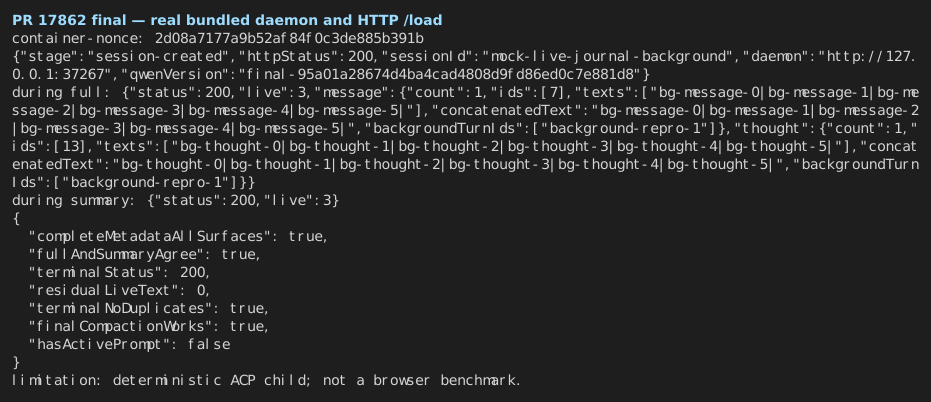 PR 17862 final — real bundled daemon and HTTP /load
container-nonce: 2d08a7177a9b52af84f0c3de885b391b
{"stage":"session-created","httpStatus":200,"sessionId":"mock-live-journal-background","daemon":"http://127.
0.0.1:37267","qwenVersion":"final-95a01a28674d4ba4cad4808d9fd86ed0c7e881d8"}
during full: {"status":200,"live":3,"message":{"count":1,"ids":[7],"texts":["bg-message-0|bg-message-1|bg-me
ssage-2|bg-message-3|bg-message-4|bg-message-5|"],"concatenatedText":"bg-message-0|bg-message-1|bg-message-2
|bg-message-3|bg-message-4|bg-message-5|","backgroundTurnIds":["background-repro-1"]},"thought":{"count":1,"
ids":[13],"texts":["bg-thought-0|bg-thought-1|bg-thought-2|bg-thought-3|bg-thought-4|bg-thought-5|"],"concat
enatedText":"bg-thought-0|bg-thought-1|bg-thought-2|bg-thought-3|bg-thought-4|bg-thought-5|","backgroundTurn
Ids":["background-repro-1"]}}
during summary: {"status":200,"live":3}
{
  "completeMetadataAllSurfaces": true,
  "fullAndSummaryAgree": true,
  "terminalStatus": 200,
  "residualLiveText": 0,
  "terminalNoDuplicates": true,
  "finalCompactionWorks": true,
  "hasActivePrompt": false
}
limitation: deterministic ACP child; not a browser benchmark.